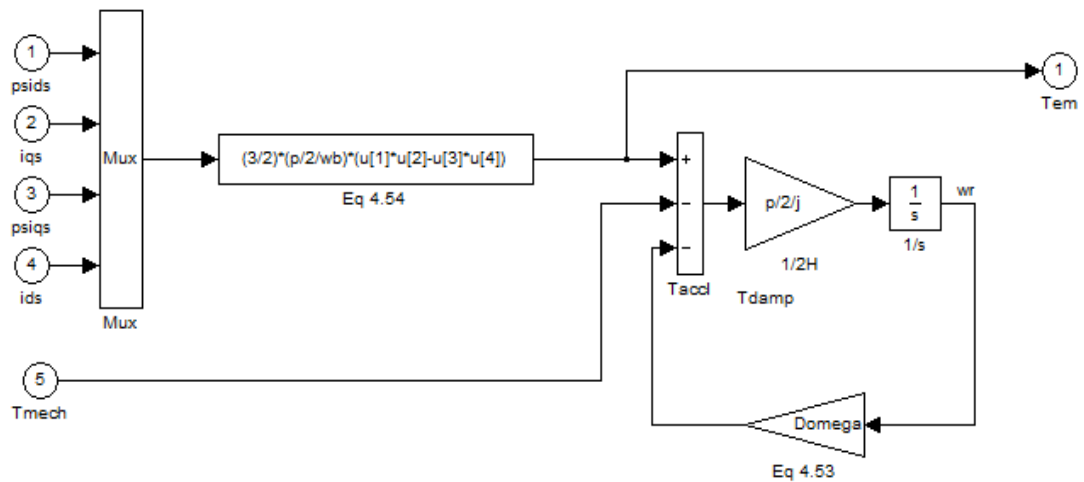 1
psids
2
iqs
3
psiqs
4
ids
Mux
Mux
(3/2)*(p/2/wb)*(u[1]*u[2]-u[3]*u[4])
Eq 4.54
1
Tem
+
−
−
Taccl
p/2/j
1/2H
Tdamp
1
s
1/s
wr
5
Tmech
Domega
Eq 4.53